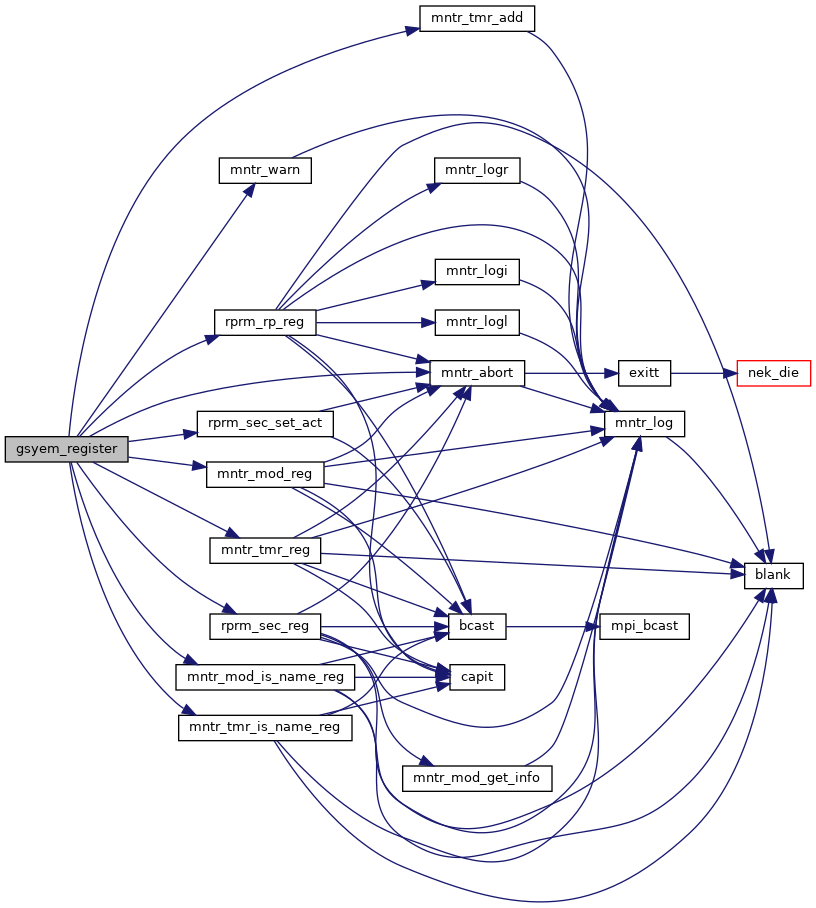 mntr_tmr_add
mntr_warn
mntr_logr
mntr_logi
rprm_rp_reg
mntr_logl
mntr_abort
exitt
nek_die
rprm_sec_set_act
mntr_log
gsyem_register
mntr_mod_reg
mntr_tmr_reg
blank
rprm_sec_reg
bcast
mpi_bcast
mntr_mod_is_name_reg
capit
mntr_tmr_is_name_reg
mntr_mod_get_info